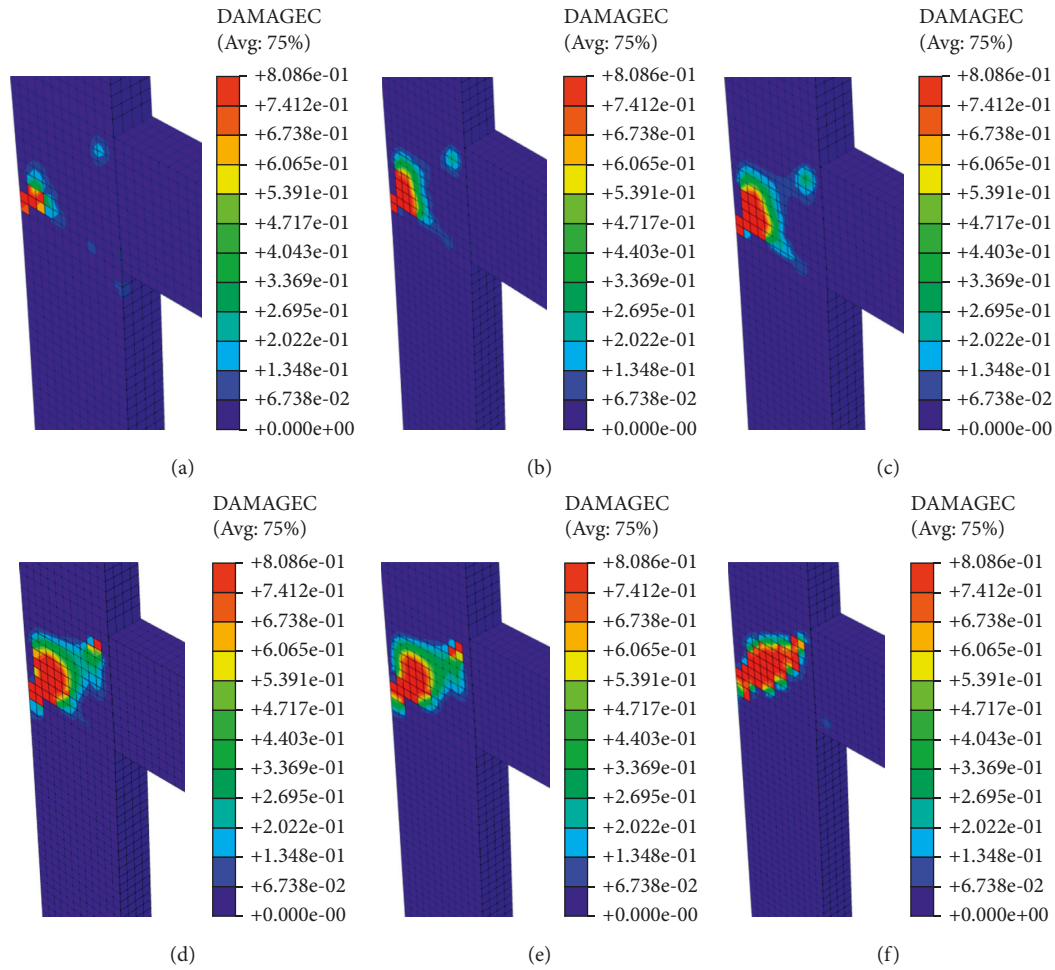 DAMAGEC
(Avg: 75%)
+8.086e-01
+7.412e-01
+6.738e-01
+6.065e-01
+5.391e-01
+4.717e-01
+4.043e-01
+3.369e-01
+2.695e-01
+2.022e-01
+1.348e-01
+6.738e-02
+0.000e+00
(a)
DAMAGEC
(Avg: 75%)
+8.086e-01
+7.412e-01
+6.738e-01
+6.065e-01
+5.391e-01
+4.717e-01
+4.403e-01
+3.369e-01
+2.695e-01
+2.022e-01
+1.348e-01
+6.738e-02
+0.000e-00
(b)
DAMAGEC
(Avg: 75%)
+8.086e-01
+7.412e-01
+6.738e-01
+6.065e-01
+5.391e-01
+4.717e-01
+4.403e-01
+3.369e-01
+2.695e-01
+2.022e-01
+1.348e-01
+6.738e-02
+0.000e-00
(c)
DAMAGEC
(Avg: 75%)
+8.086e-01
+7.412e-01
+6.738e-01
+6.065e-01
+5.391e-01
+4.717e-01
+4.403e-01
+3.369e-01
+2.695e-01
+2.022e-01
+1.348e-01
+6.738e-02
+0.000e-00
(d)
DAMAGEC
(Avg: 75%)
+8.086e-01
+7.412e-01
+6.738e-01
+6.065e-01
+5.391e-01
+4.717e-01
+4.403e-01
+3.369e-01
+2.695e-01
+2.022e-01
+1.348e-01
+6.738e-02
+0.000e-00
(e)
DAMAGEC
(Avg: 75%)
+8.086e-01
+7.412e-01
+6.738e-01
+6.065e-01
+5.391e-01
+4.717e-01
+4.043e-01
+3.369e-01
+2.695e-01
+2.022e-01
+1.348e-01
+6.738e-02
+0.000e+00
(f)